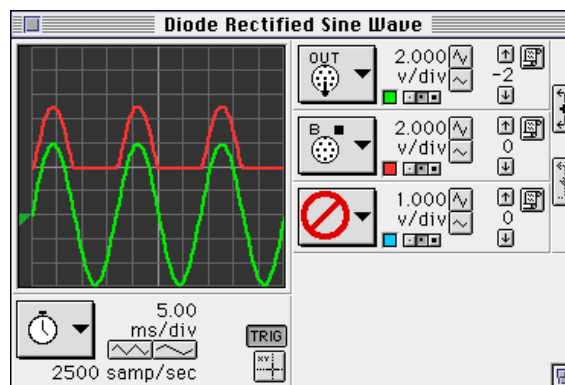 Diode Rectified Sine Wave
OUT
2.000
v/div
-2
B
2.000
v/div
0
1.000
v/div
0
5.00
ms/div
2500 samp/sec
TRIG
XY